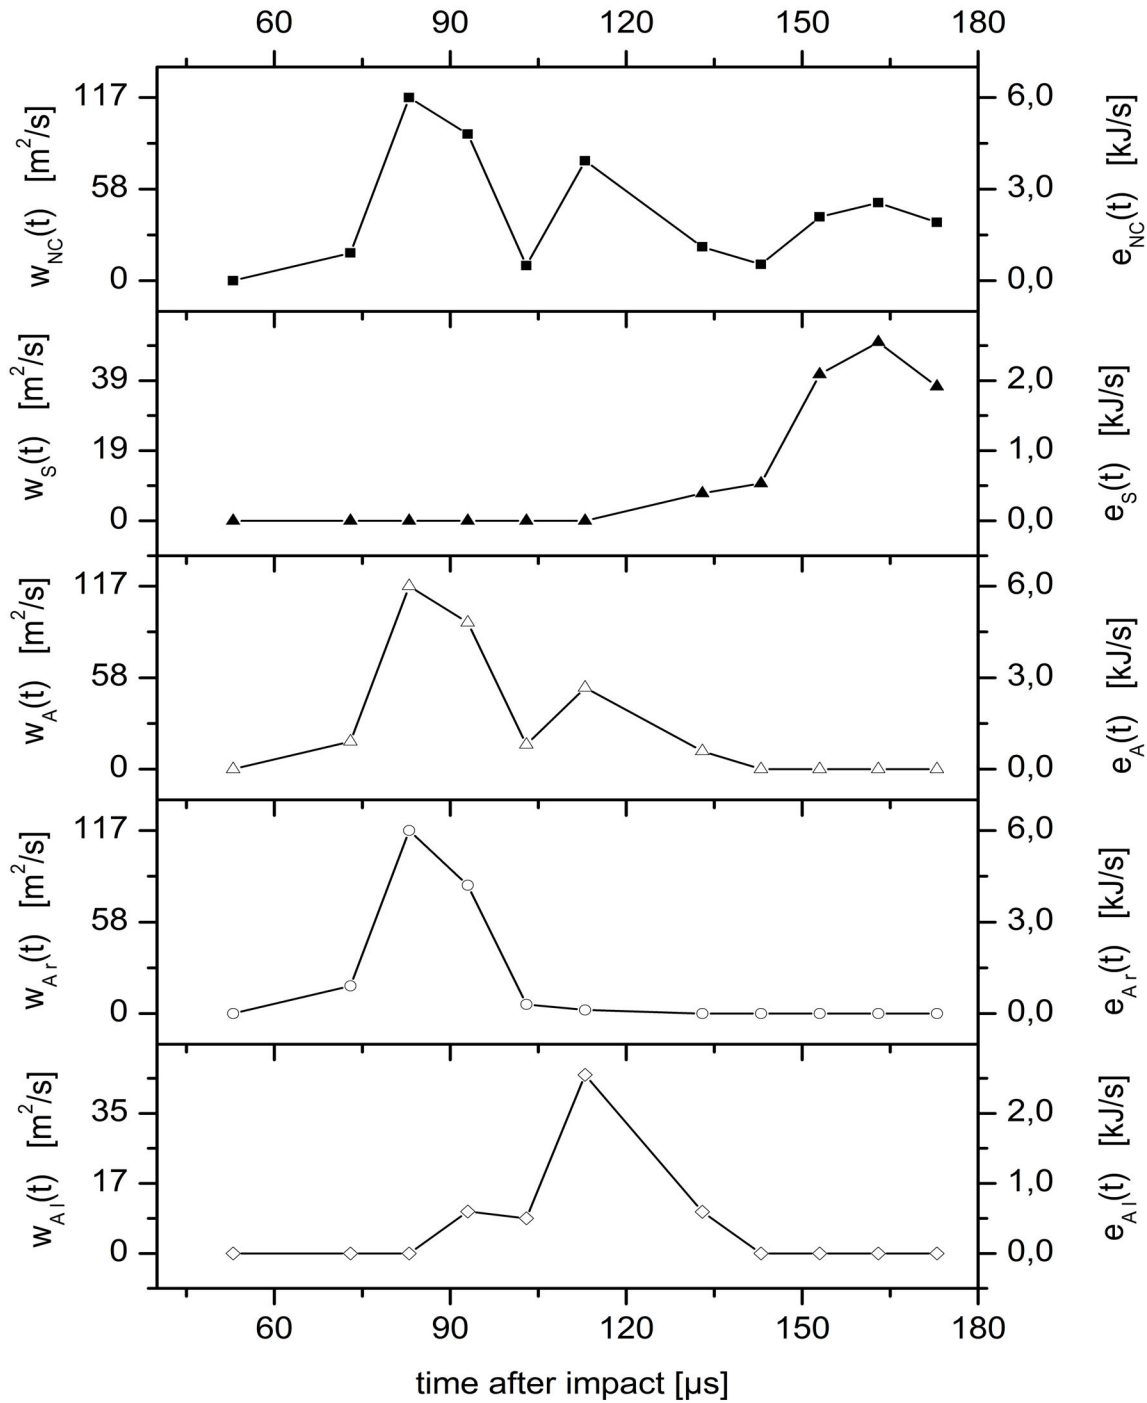 60 90 120 150 180
117 6,0
58 3,0
0 0,0
w_NC(t) [m²/s]
e_NC(t) [kJ/s]
39 2,0
19 1,0
0 0,0
w_S(t) [m²/s]
e_S(t) [kJ/s]
117 6,0
58 3,0
0 0,0
w_A(t) [m²/s]
e_A(t) [kJ/s]
117 6,0
58 3,0
0 0,0
w_Ar(t) [m²/s]
e_Ar(t) [kJ/s]
35 2,0
17 1,0
0 0,0
w_Al(t) [m²/s]
e_Al(t) [kJ/s]
60 90 120 150 180
time after impact [µs]